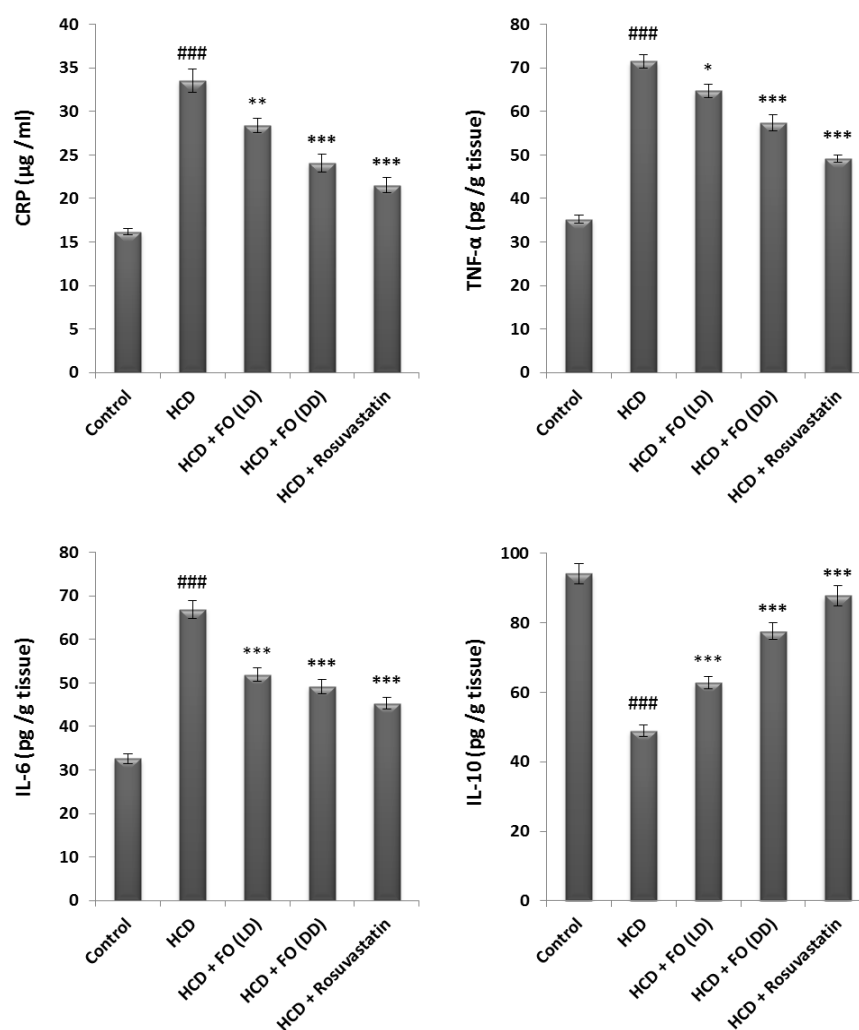 CRP (µg /ml)
40
35
30
25
20
15
10
5
0
###
**
***
***
Control
HCD
HCD + FO (LD)
HCD + FO (DD)
HCD + Rosuvastatin
TNF-α (pg /g tissue)
80
70
60
50
40
30
20
10
0
###
*
***
***
Control
HCD
HCD + FO (LD)
HCD + FO (DD)
HCD + Rosuvastatin
IL-6 (pg /g tissue)
80
70
60
50
40
30
20
10
0
###
***
***
***
Control
HCD
HCD + FO (LD)
HCD + FO (DD)
HCD + Rosuvastatin
IL-10 (pg /g tissue)
100
80
60
40
20
0
###
***
***
***
Control
HCD
HCD + FO (LD)
HCD + FO (DD)
HCD + Rosuvastatin